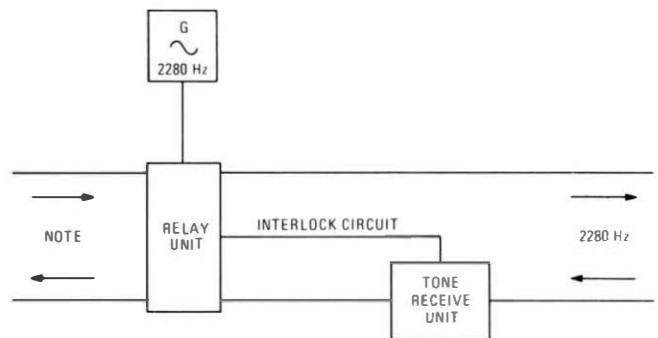 G
2280 Hz
NOTE
RELAY
UNIT
INTERLOCK CIRCUIT
2280 Hz
TONE
RECEIVE
UNIT